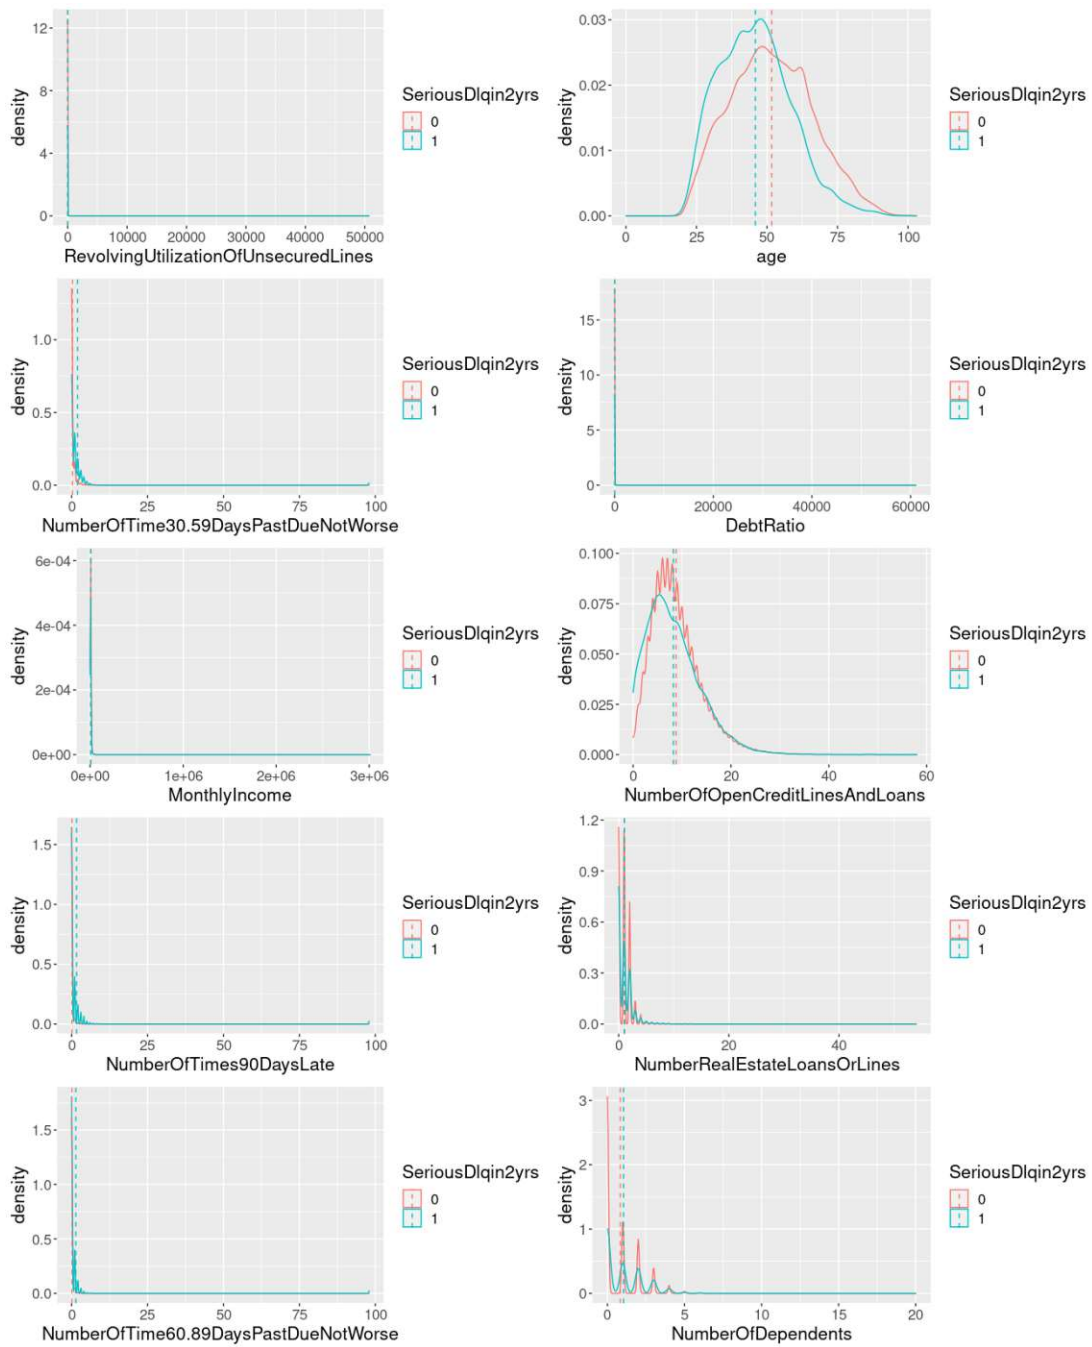 12
8
4
0
density
0 10000 20000 30000 40000 50000
RevolvingUtilizationOfUnsecuredLines
SeriousDlqin2yrs
0
1
0.03
0.02
0.01
0.00
density
0 25 50 75 100
age
SeriousDlqin2yrs
0
1
1.0
0.5
0.0
density
0 25 50 75 100
NumberOfTime30.59DaysPastDueNotWorse
SeriousDlqin2yrs
0
1
15
10
5
0
density
0 20000 40000 60000
DebtRatio
SeriousDlqin2yrs
0
1
6e-04
4e-04
2e-04
0e+00
density
0e+00 1e+06 2e+06 3e+06
MonthlyIncome
SeriousDlqin2yrs
0
1
0.100
0.075
0.050
0.025
0.000
density
0 20 40 60
NumberOfOpenCreditLinesAndLoans
SeriousDlqin2yrs
0
1
1.5
1.0
0.5
0.0
density
0 25 50 75 100
NumberOfTimes90DaysLate
SeriousDlqin2yrs
0
1
1.2
0.9
0.6
0.3
0.0
density
0 20 40
NumberRealEstateLoansOrLines
SeriousDlqin2yrs
0
1
1.5
1.0
0.5
0.0
density
0 25 50 75 100
NumberOfTime60.89DaysPastDueNotWorse
SeriousDlqin2yrs
0
1
3
2
1
0
density
0 5 10 15 20
NumberOfDependents
SeriousDlqin2yrs
0
1